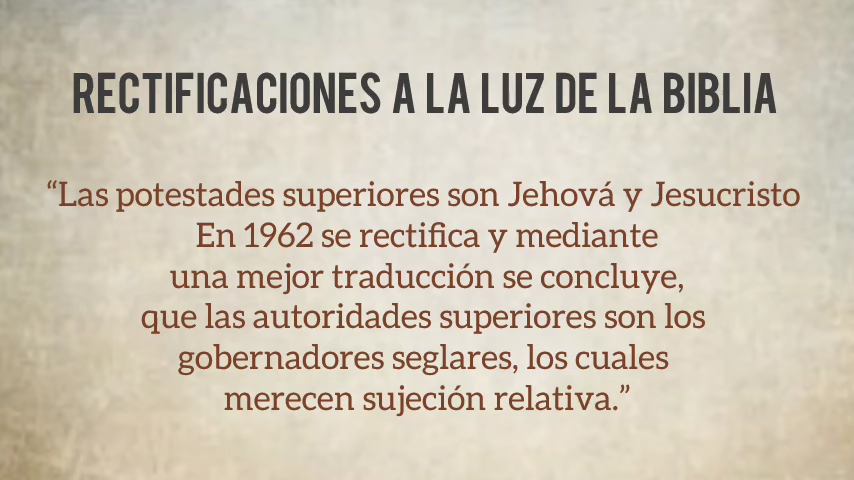 RECTIFICACIONES A LA LUZ DE LA BIBLIA
“Las potestades superiores son Jehová y Jesucristo
En 1962 se rectifica y mediante
una mejor traducción se concluye,
que las autoridades superiores son los
gobernadores seglares, los cuales
merecen sujeción relativa.”